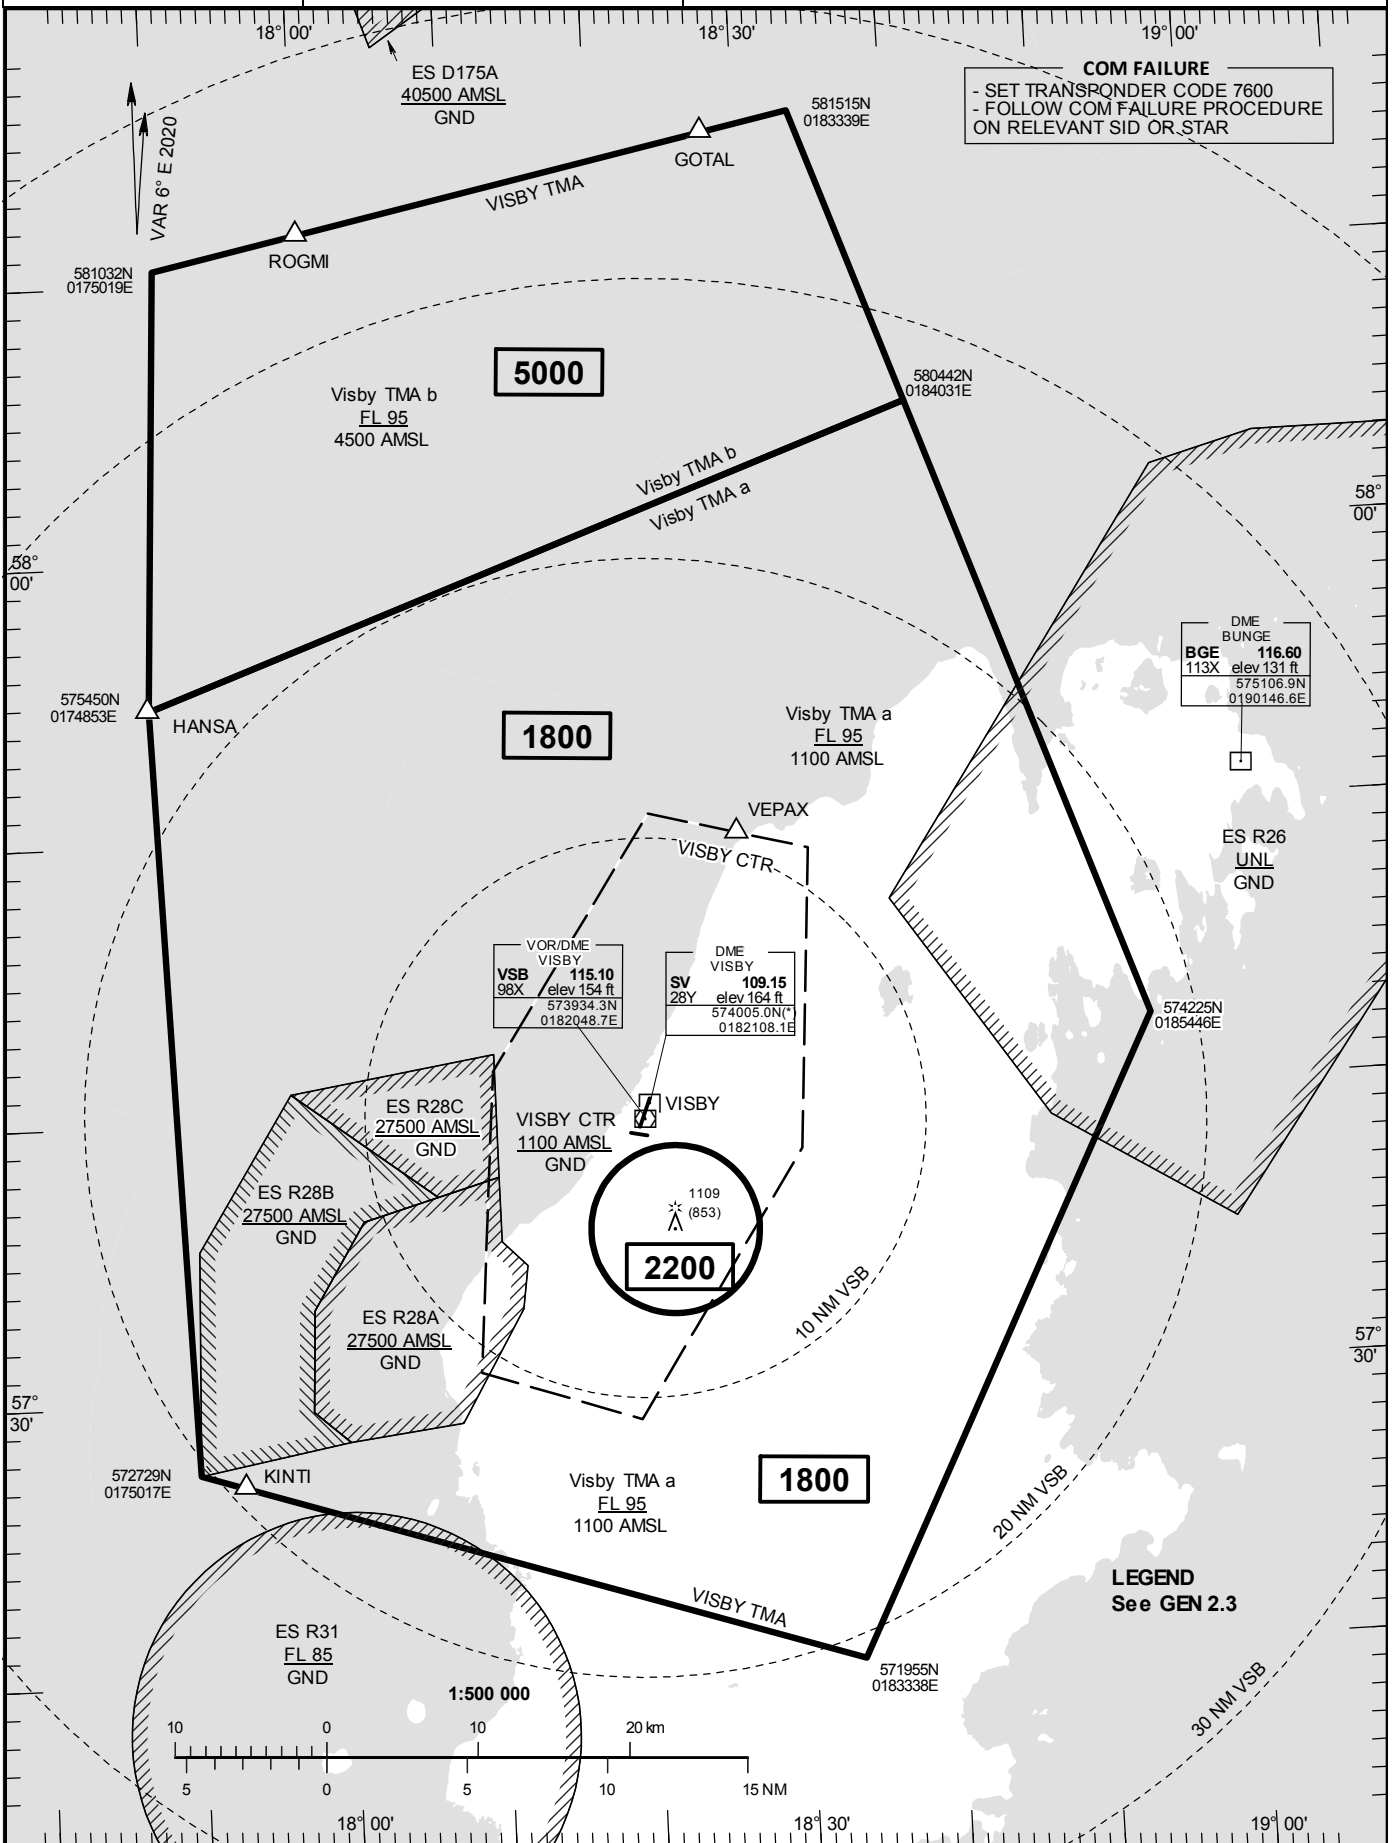 18° 00'
18° 30'
19° 00'
COM FAILURE
- SET TRANSPONDER CODE 7600
- FOLLOW COM FAILURE PROCEDURE
ON RELEVANT SID OR STAR
ES D175A
40500 AMSL
GND
VAR 6° E 2020
581515N
0183339E
GOTAL
VISBY TMA
ROGMI
581032N
0175019E
5000
Visby TMA b
FL 95
4500 AMSL
580442N
0184031E
Visby TMA b
Visby TMA a
58°
00'
58°
00'
DME
BUNGE
BGE 116.60
113X elev 131 ft
575106.9N
0190146.6E
575450N
0174853E
HANSA
1800
Visby TMA a
FL 95
1100 AMSL
VEPAX
VISBY CTR
ES R26
UNL
GND
VOR/DME
VISBY
VSB 115.10
98X elev 154 ft
573934.3N
0182048.7E
DME
VISBY
SV 109.15
28Y elev 164 ft
574005.0N(*)
0182108.1E
574225N
0185446E
ES R28C
27500 AMSL
GND
VISBY CTR
1100 AMSL
GND
VISBY
ES R28B
27500 AMSL
GND
1109
(853)
2200
10 NM VSB
ES R28A
27500 AMSL
GND
57°
30'
57°
30'
572729N
0175017E
KINTI
Visby TMA a
FL 95
1100 AMSL
1800
20 NM VSB
LEGEND
See GEN 2.3
VISBY TMA
ES R31
FL 85
GND
571955N
0183338E
30 NM VSB
1:500 000
10 0 10 20 km
5 0 5 10 15 NM
18° 00'
18° 30'
19° 00'